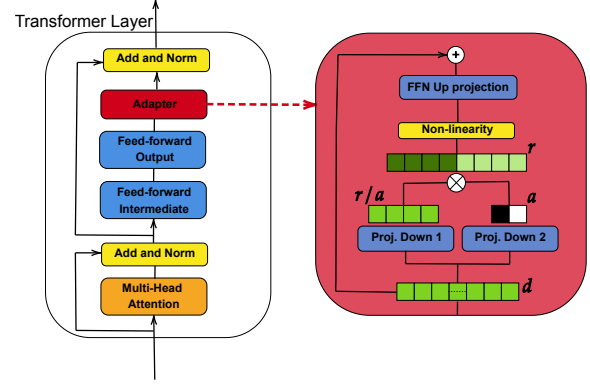 Transformer Layer
Add and Norm
Adapter
Feed-forward
Output
Feed-forward
Intermediate
Add and Norm
Multi-Head
Attention
+
FFN Up projection
Non-linearity
r
r/a
a
Proj. Down 1
Proj. Down 2
d